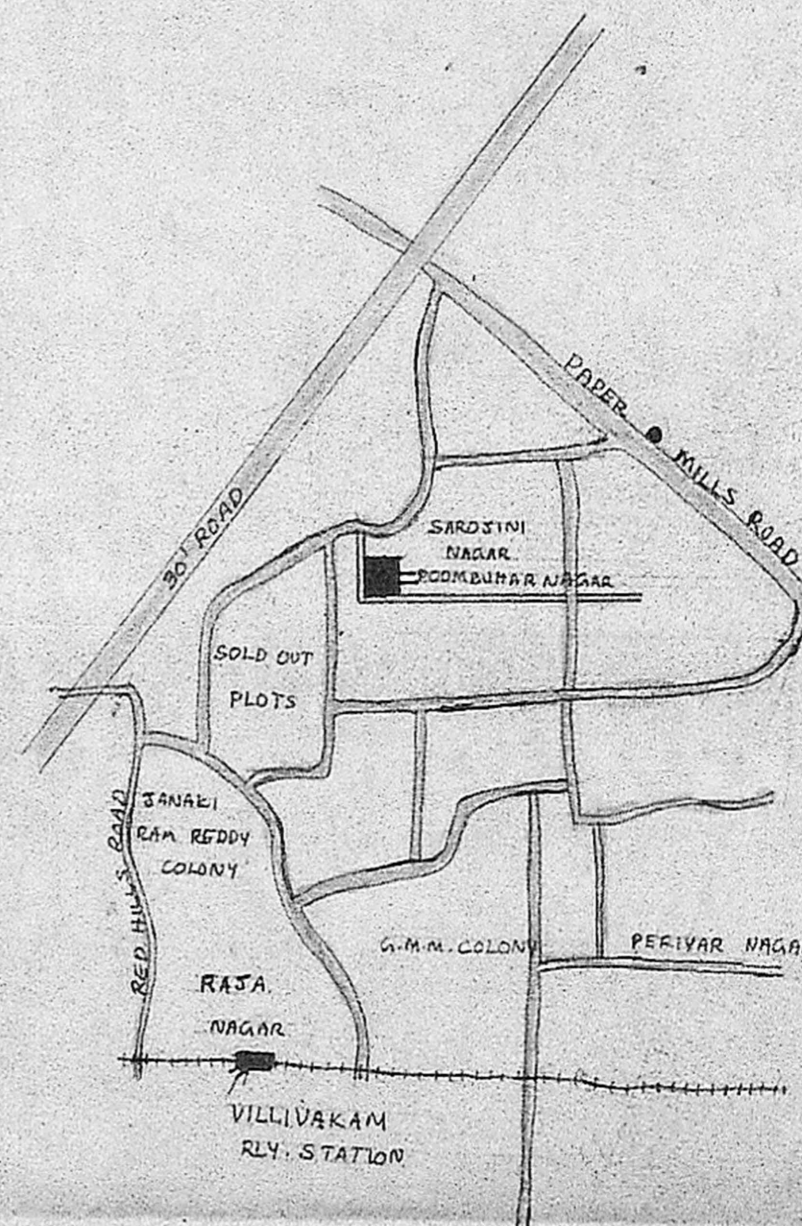 PAPER MILLS ROAD
30' ROAD
SAROJINI
NAGAR
POOMBUHAR NAGAR
SOLD OUT
PLOTS
JANAKI
RAM REDDY
COLONY
RED HILLS ROAD
G.M.M. COLONY
PERIYAR NAGA
RAJA.
NAGAR
VILLIVAKAM
RLY. STATION